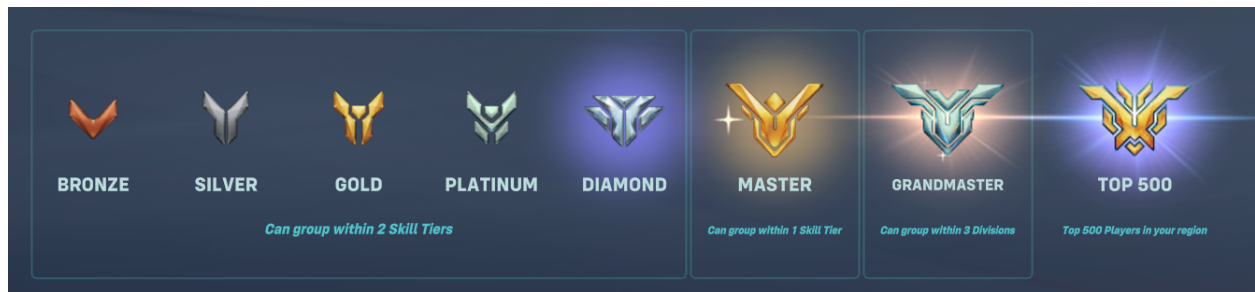 BRONZE
SILVER
GOLD
PLATINUM
DIAMOND
MASTER
GRANDMASTER
TOP 500
Can group within 2 Skill Tiers
Can group within 1 Skill Tier
Can group within 3 Divisions
Top 500 Players in your region